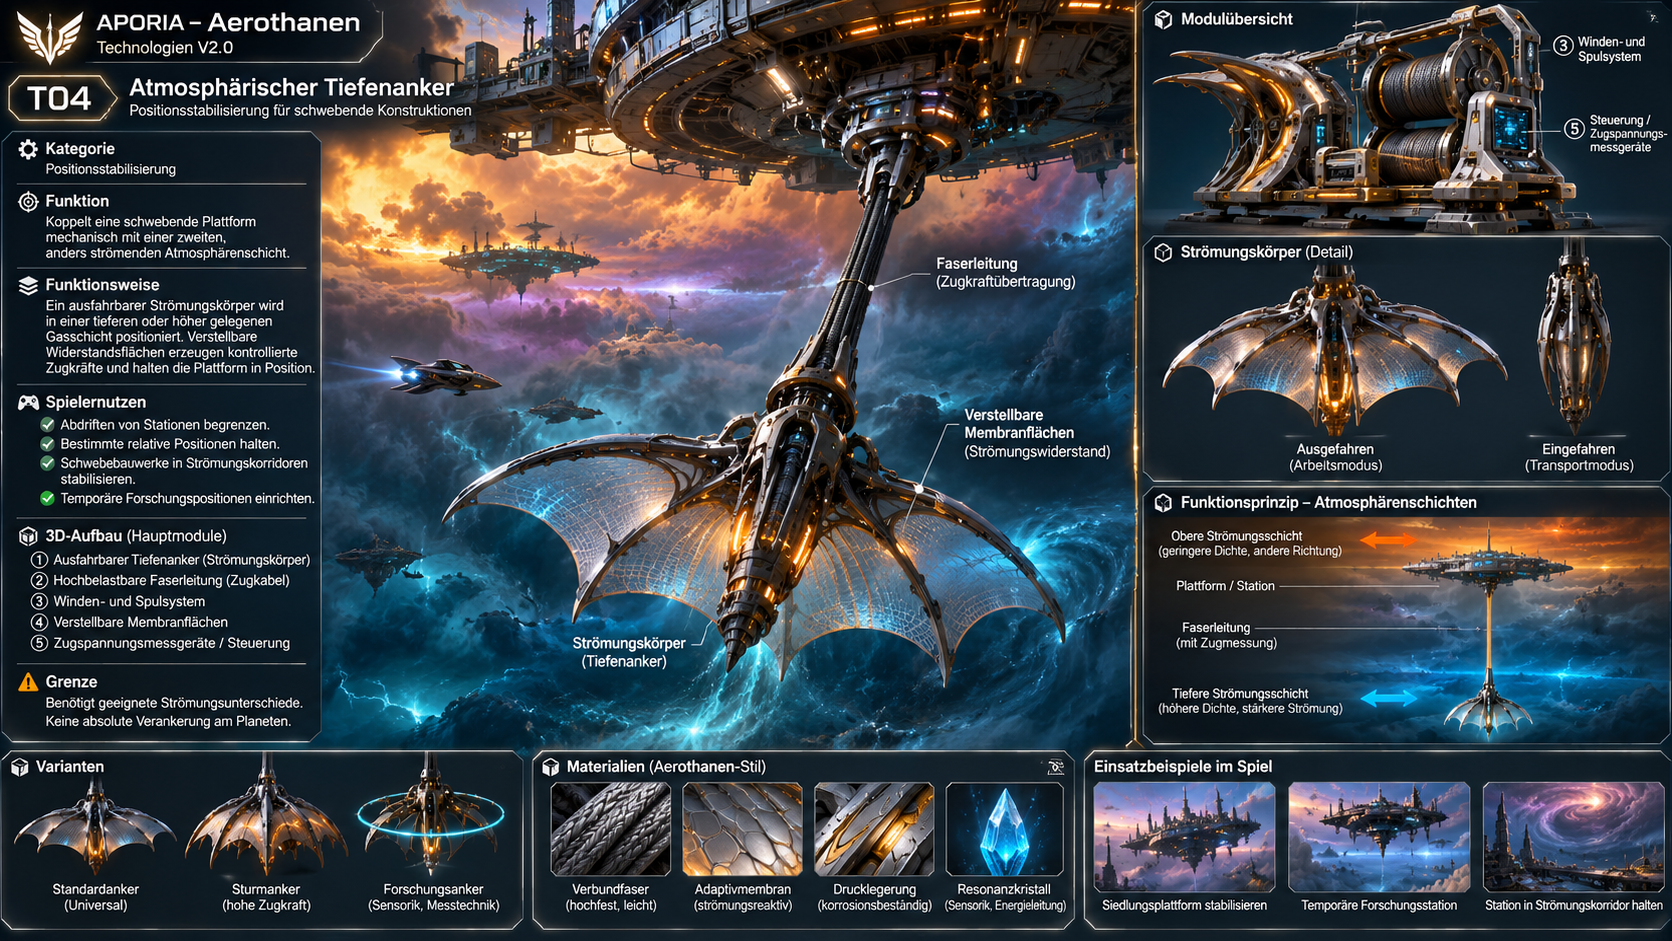 APORIA – Aerothanen
Technologien V2.0
T04
Atmosphärischer Tiefenanker
Positionsstabilisierung für schwebende Konstruktionen
Kategorie
Positionsstabilisierung
Funktion
Koppelt eine schwebende Plattform
mechanisch mit einer zweiten,
anders strömenden Atmosphärenschicht.
Funktionsweise
Ein ausfahrbarer Strömungskörper wird
in einer tieferen oder höher gelegenen
Gasschicht positioniert. Verstellbare
Widerstandsflächen erzeugen kontrollierte
Zugkräfte und halten die Plattform in Position.
Spielernutzen
Abdriften von Stationen begrenzen.
Bestimmte relative Positionen halten.
Schwebebauwerke in Strömungskorridoren
stabilisieren.
Temporäre Forschungspositionen einrichten.
3D-Aufbau (Hauptmodule)
1 Ausfahrbarer Tiefenanker (Strömungskörper)
2 Hochbelastbare Faserleitung (Zugkabel)
3 Winden- und Spulsystem
4 Verstellbare Membranflächen
5 Zugspannungsmessgeräte / Steuerung
Grenze
Benötigt geeignete Strömungsunterschiede.
Keine absolute Verankerung am Planeten.
Faserleitung
(Zugkraftübertragung)
Verstellbare
Membranflächen
(Strömungswiderstand)
Strömungskörper
(Tiefenanker)
Modulübersicht
3 Winden- und
Spulsystem
5 Steuerung /
Zugspannungs-
messgeräte
Strömungskörper (Detail)
Ausgefahren
(Arbeitsmodus)
Eingefahren
(Transportmodus)
Funktionsprinzip – Atmosphärenschichten
Obere Strömungsschicht
(geringere Dichte, andere Richtung)
Plattform / Station
Faserleitung
(mit Zugmessung)
Tiefere Strömungsschicht
(höhere Dichte, stärkere Strömung)
Varianten
Standardanker
(Universal)
Sturmanker
(hohe Zugkraft)
Forschungsanker
(Sensorik, Messtechnik)
Materialien (Aerothanen-Stil)
Verbundfaser
(hochfest, leicht)
Adaptivmembran
(strömungsreaktiv)
Drucklegerung
(korrosionsbeständig)
Resonanzkristall
(Sensorik, Energieleitung)
Einsatzbeispiele im Spiel
Siedlungsplattform stabilisieren
Temporäre Forschungsstation
Station in Strömungskorridor halten